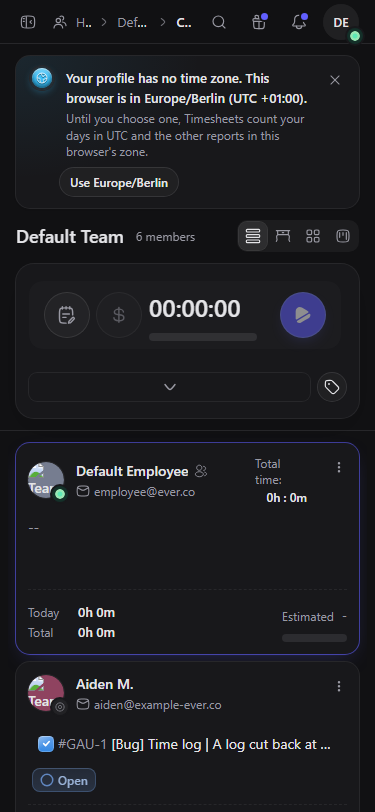 H.. > Def... > C..
DE
Your profile has no time zone. This
browser is in Europe/Berlin (UTC +01:00).
Until you choose one, Timesheets count your
days in UTC and the other reports in this
browser's zone.
Use Europe/Berlin
Default Team 6 members
$ 00:00:00
Default Employee
employee@ever.co
Total
time:
0h : 0m
--
Today 0h 0m
Total 0h 0m
Estimated -
Aiden M.
aiden@example-ever.co
#GAU-1 [Bug] Time log | A log cut back at ...
Open